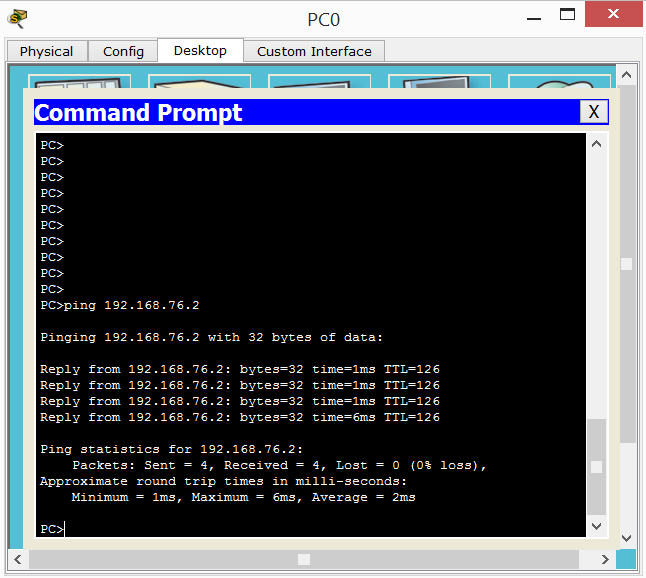 PC0
Physical Config Desktop Custom Interface
Command Prompt X
PC>
PC>
PC>
PC>
PC>
PC>
PC>
PC>
PC>
PC>
PC>ping 192.168.76.2
Pinging 192.168.76.2 with 32 bytes of data:
Reply from 192.168.76.2: bytes=32 time=1ms TTL=126
Reply from 192.168.76.2: bytes=32 time=1ms TTL=126
Reply from 192.168.76.2: bytes=32 time=1ms TTL=126
Reply from 192.168.76.2: bytes=32 time=6ms TTL=126
Ping statistics for 192.168.76.2:
Packets: Sent = 4, Received = 4, Lost = 0 (0% loss),
Approximate round trip times in milli-seconds:
Minimum = 1ms, Maximum = 6ms, Average = 2ms
PC>